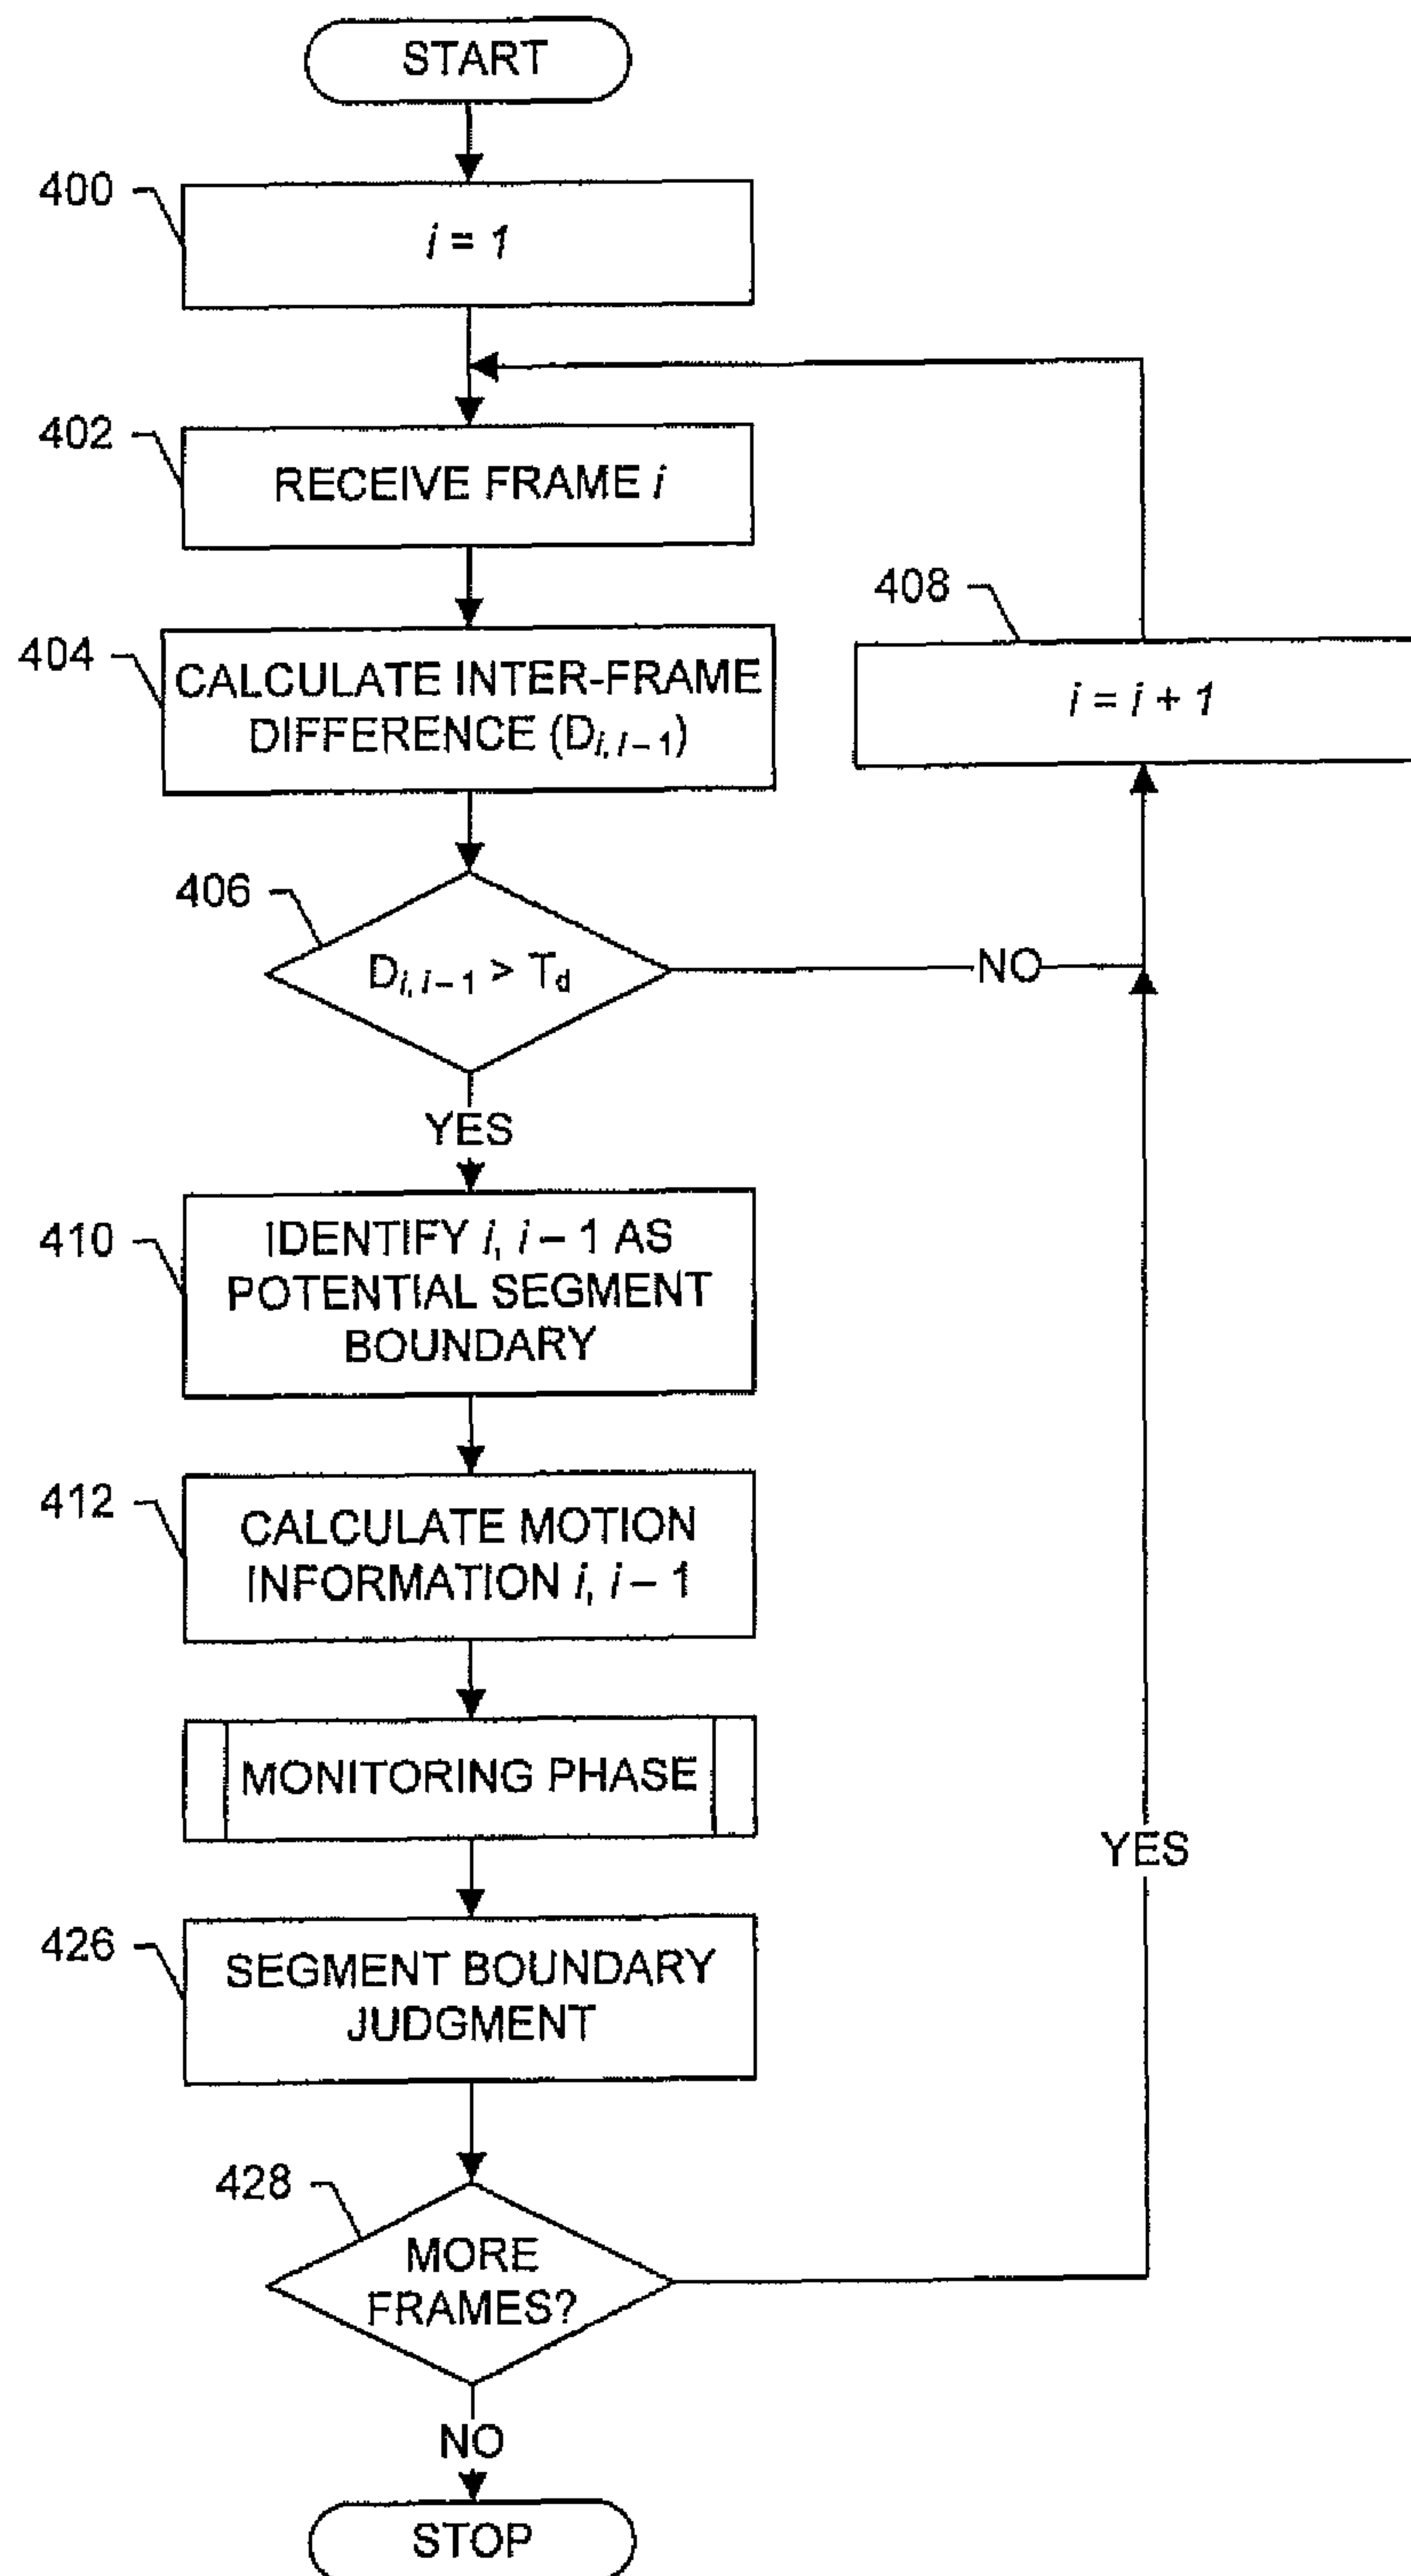 START
400
i = 1
402
RECEIVE FRAME i
404
CALCULATE INTER-FRAME
DIFFERENCE (Di, i – 1)
408
i = i + 1
406
Di, i – 1 > Td
NO
YES
410
IDENTIFY i, i – 1 AS
POTENTIAL SEGMENT
BOUNDARY
412
CALCULATE MOTION
INFORMATION i, i – 1
MONITORING PHASE
YES
426
SEGMENT BOUNDARY
JUDGMENT
428
MORE
FRAMES?
NO
STOP